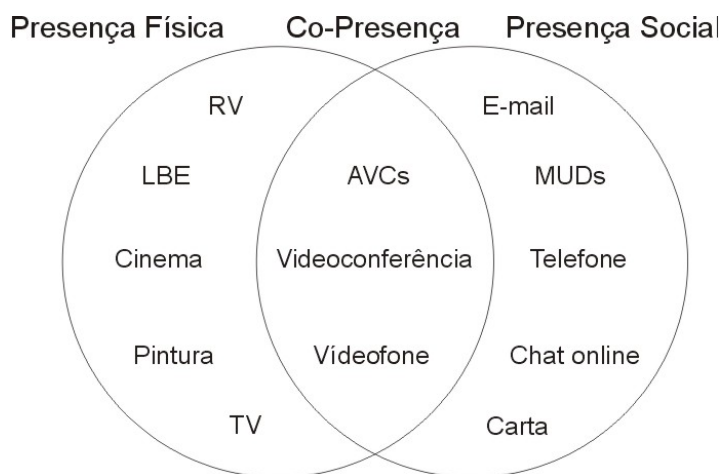 Presença Física Co-Presença Presença Social
RV E-mail
LBE AVCs MUDs
Cinema Videoconferência Telefone
Pintura Vídeofone Chat online
TV Carta